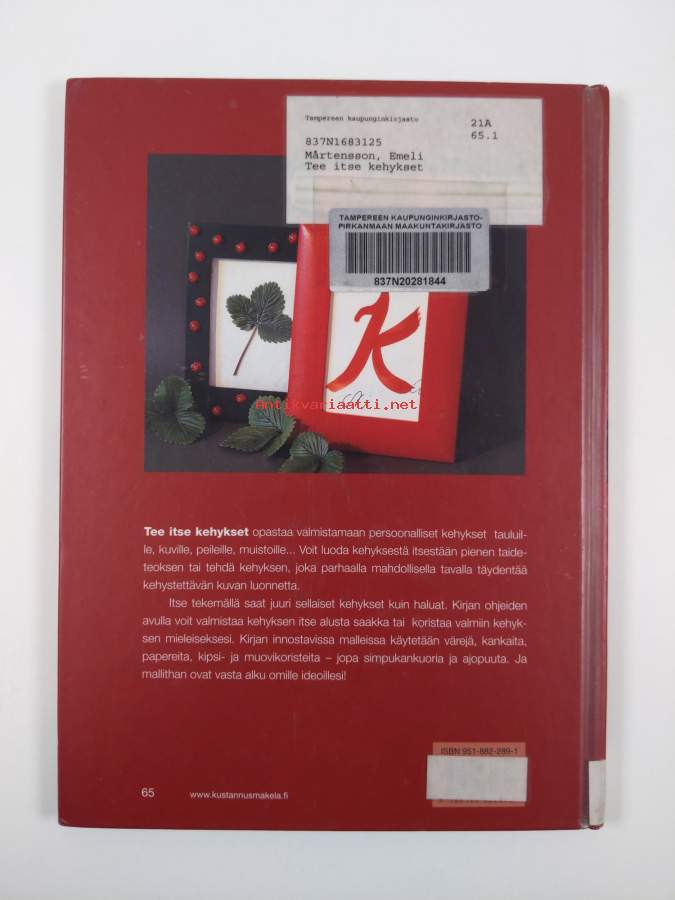 Tampereen kaupunginkirjasto
21A
65.1
837N1683125
Mårtensson, Emeli
Tee itse kehykset
TAMPEREEN KAUPUNGINKIRJASTO-
PIRKANMAAN MAAKUNTAKIRJASTO
837N20281844
K
antikvariaatti.net
Tee itse kehykset opastaa valmistamaan persoonalliset kehykset tauluil-
le, kuville, peileille, muistoille... Voit luoda kehyksestä itsestään pienen taide-
teoksen tai tehdä kehyksen, joka parhaalla mahdollisella tavalla täydentää
kehystettävän kuvan luonnetta.
Itse tekemällä saat juuri sellaiset kehykset kuin haluat. Kirjan ohjeiden
avulla voit valmistaa kehyksen itse alusta saakka tai koristaa valmiin kehyk-
sen mieleiseksesi. Kirjan innostavissa malleissa käytetään värejä, kankaita,
papereita, kipsi- ja muovikoristeita – jopa simpukankuoria ja ajopuuta. Ja
mallithan ovat vasta alku omille ideoillesi!
ISBN 951-882-289-1
65
www.kustannusmakela.fi